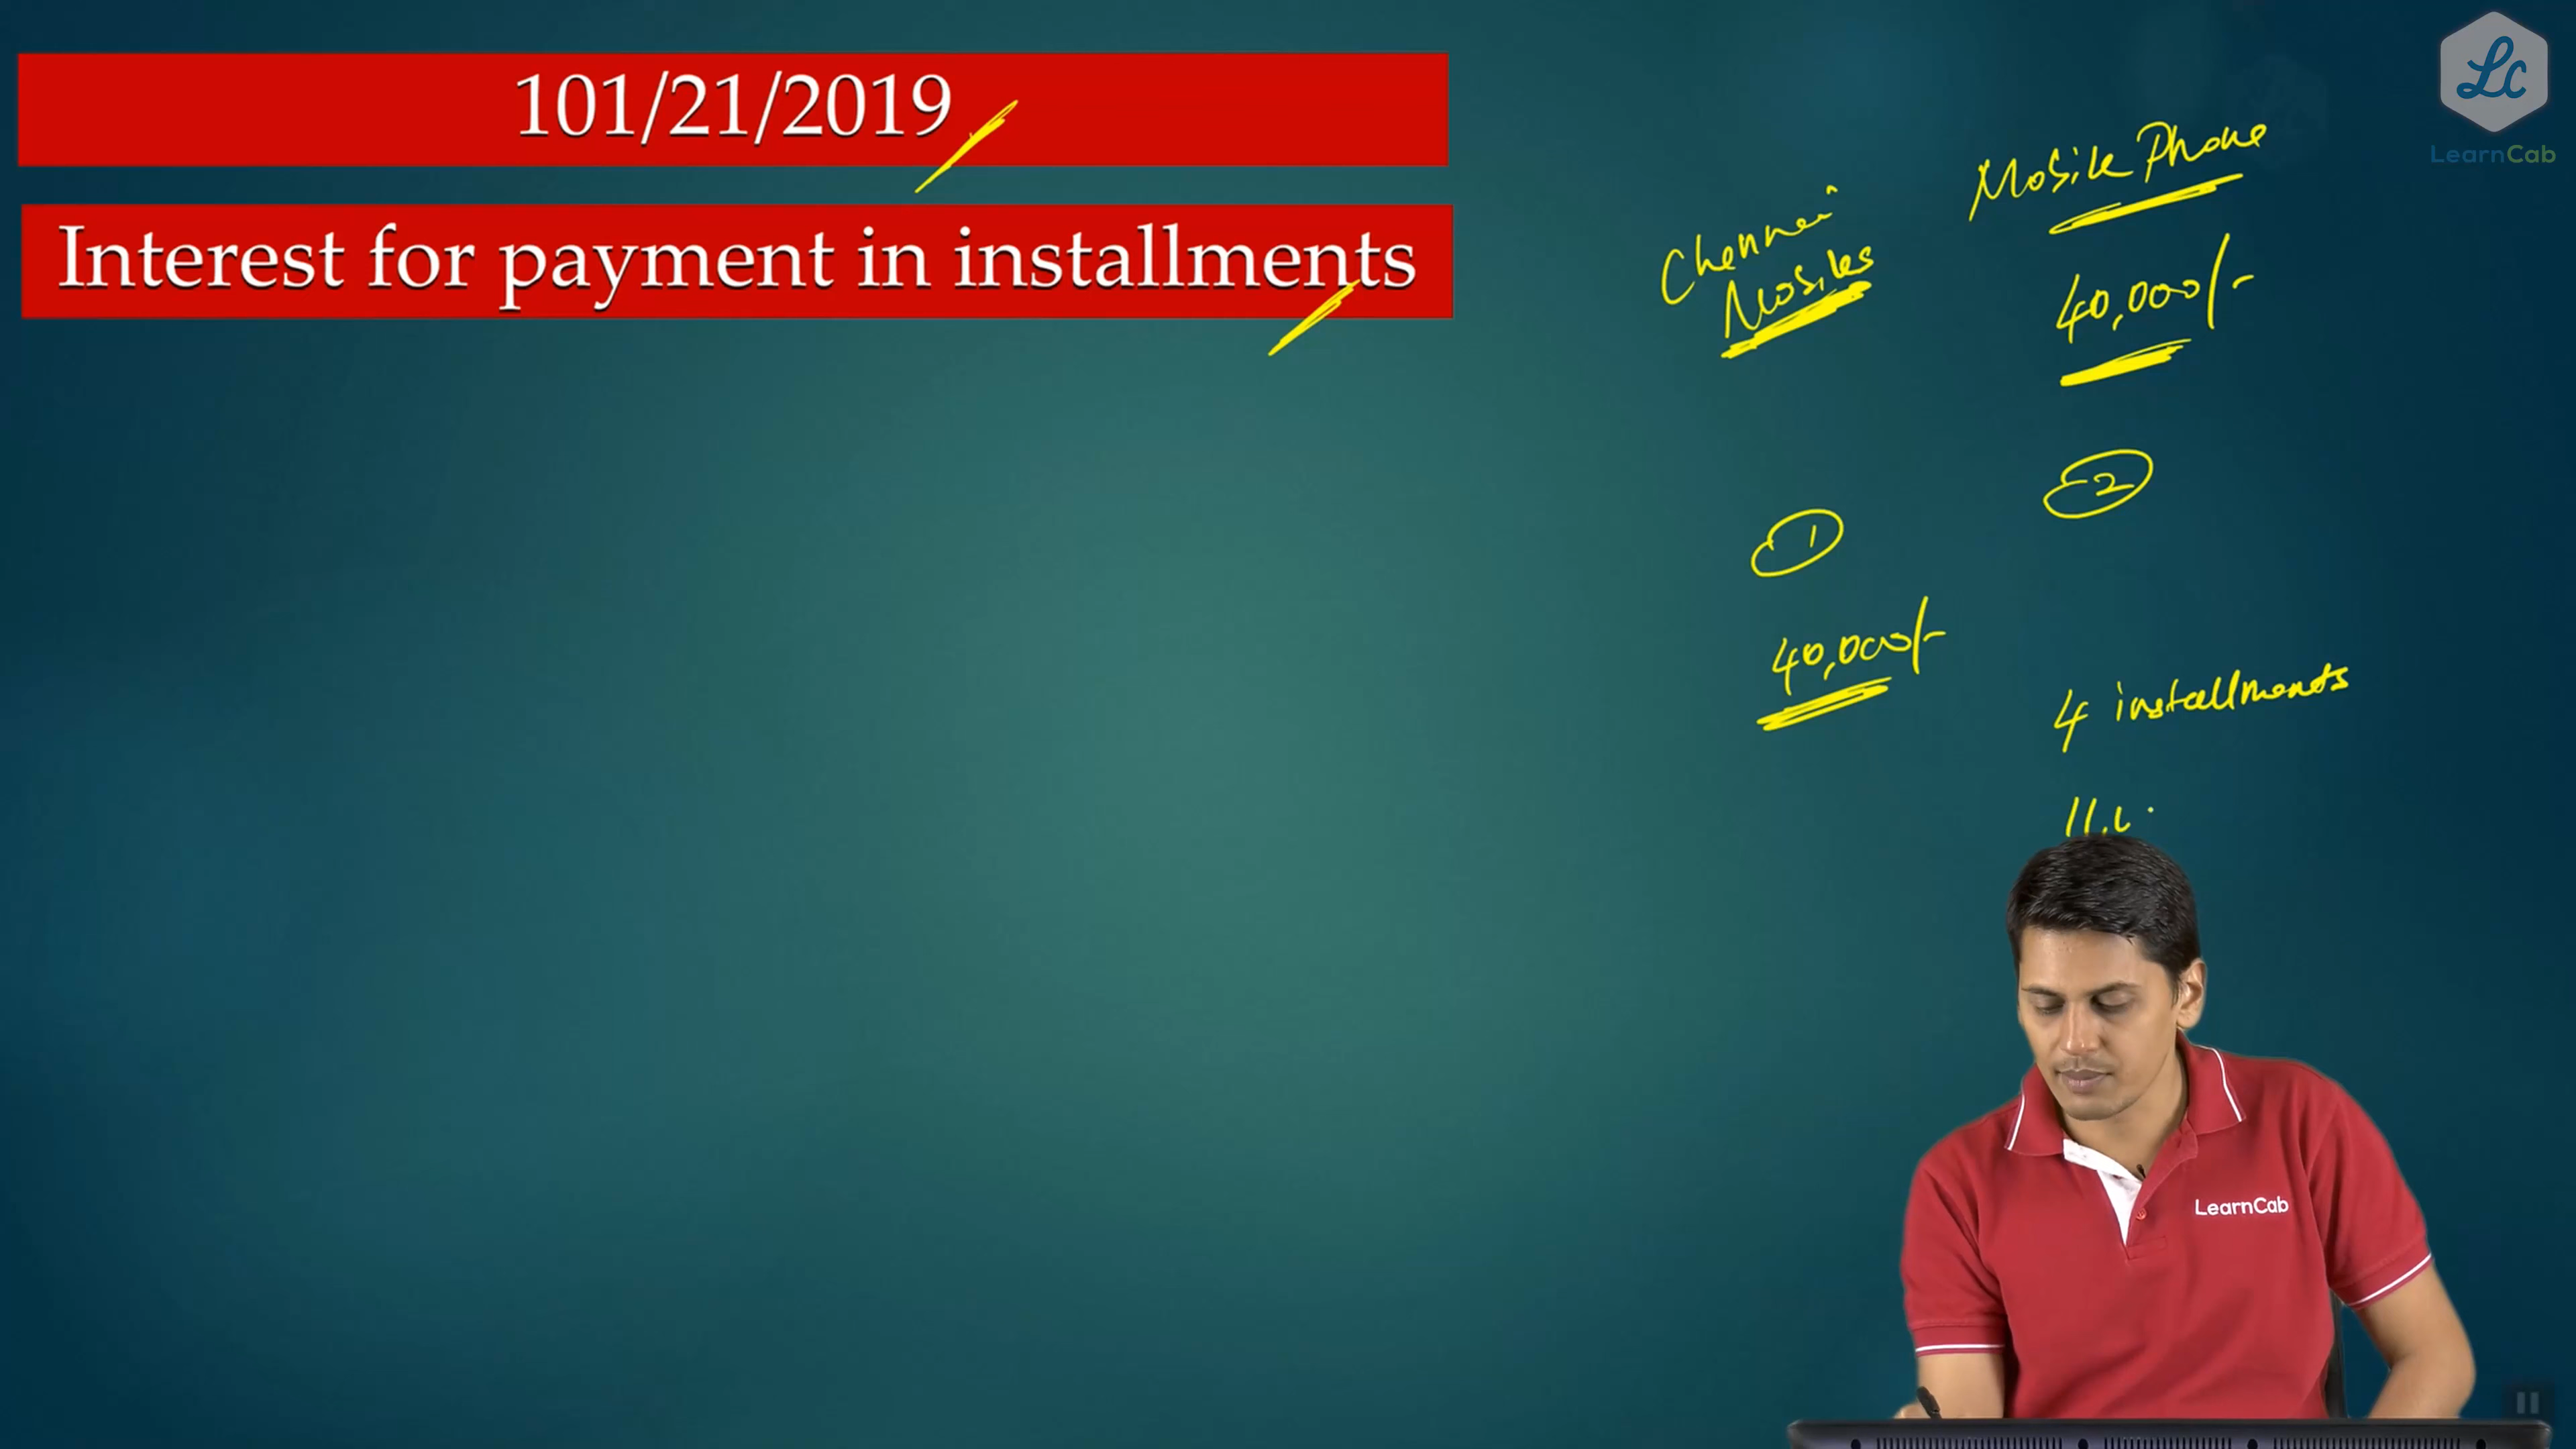 101/21/2019
Interest for payment in installments
LearnCab
Mobile Phone
Chennai
Mobiles
40,000/-
2
1
40,000/-
4 installments
LearnCab